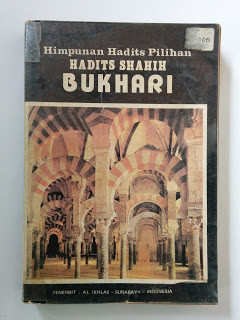 Himpunan Hadits Pilihan
HADITS SHAHIH
BUKHARI
PENERBIT - AL IKHLAS - SURABAYA - INDONESIA